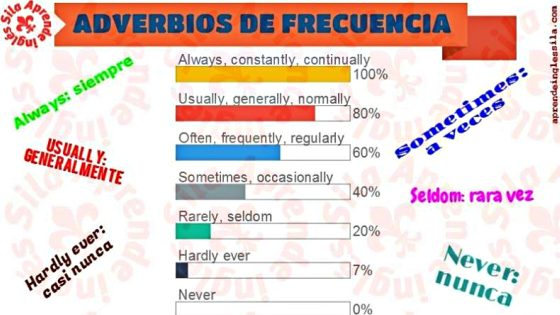 Sila Aprende Inglés
ADVERBIOS DE FRECUENCIA
aprendeinglessila.com
Always, constantly, continually
100%
Always: siempre
Usually, generally, normally
80%
Sometimes:
a veces
Often, frequently, regularly
60%
USUALLY:
GENERALMENTE
Sometimes, occasionally
40%
Seldom: rara vez
Rarely, seldom
20%
Hardly ever:
casi nunca
Hardly ever
7%
Never:
nunca
Never
0%